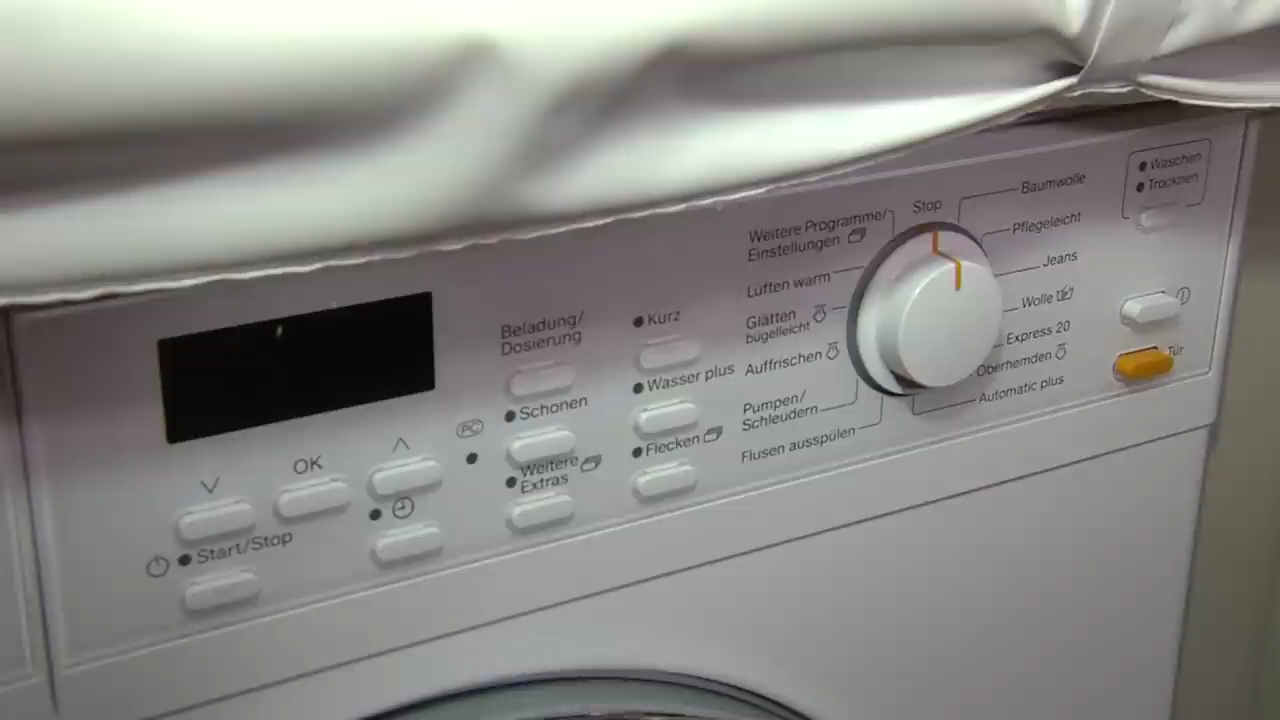 Beladung/
Dosierung
Schonen
Weitere
Extras
OK
PC
Start/Stop
Kurz
Wasser plus
Flecken
Stop
Weitere Programme/
Einstellungen
Lüften warm
Glätten
bügelleicht
Auffrischen
Pumpen/
Schleudern
Flusen ausspülen
Baumwolle
Pflegeleicht
Jeans
Wolle
Express 20
Oberhemden
Automatic plus
Waschen
Trocknen
Tür